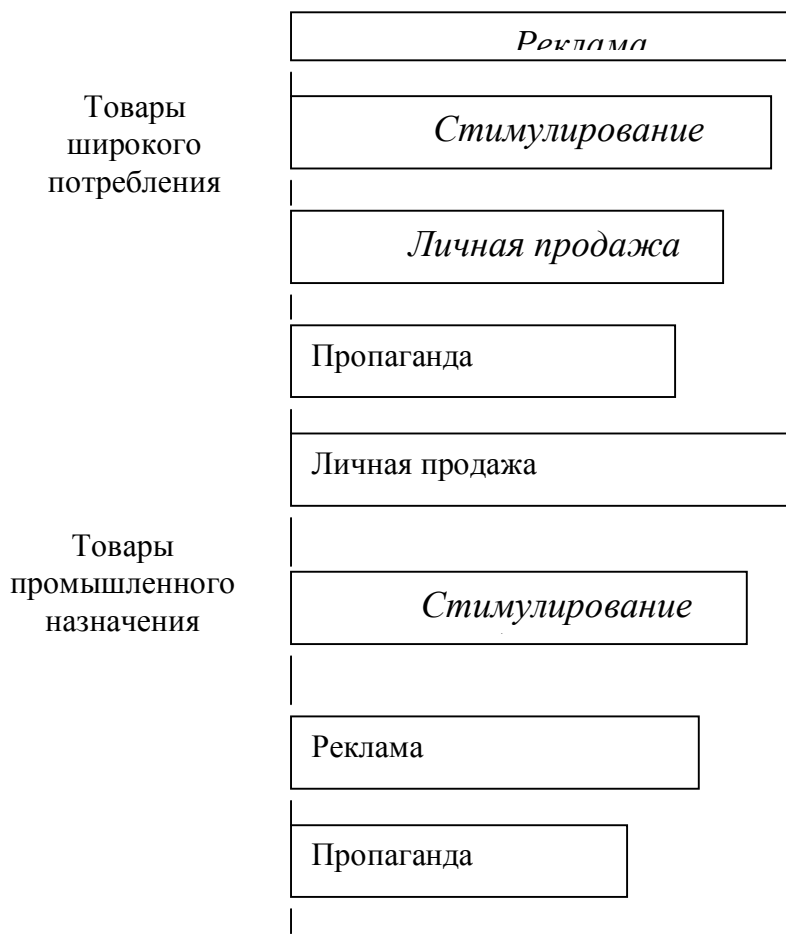 Реклама
Товары
широкого
потребления
Стимулирование
Личная продажа
Пропаганда
Личная продажа
Товары
промышленного
назначения
Стимулирование
Реклама
Пропаганда